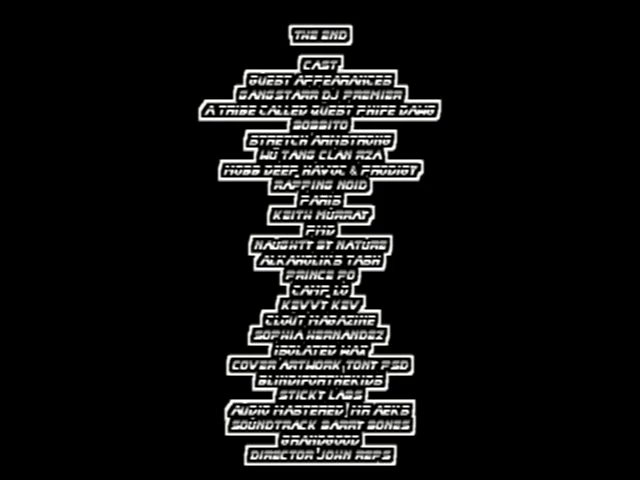 THE END
CAST
GUEST APPEARANCES
GANGSTARR DJ PREMIER
A TRIBE CALLED QUEST PHIFE DAWG
BOBBITO
STRETCH ARMSTRONG
WU TANG CLAN RZA
MOBB DEEP HAVOC & PRODIGY
RAPPING NOID
PARIS
KEITH MURRAY
PMD
NAUGHTY BY NATURE
ALKAHOLIKS TASH
PRINCE PO
CAMP LO
KEVVY KEV
CLOUT MAGAZINE
SOPHIA HERNANDEZ
ISOLATED WAX
COVER ARTWORK TONY PSD
BLINDIFORTHEKIDS
STICKY LABS
AUDIO MASTERED MR AEKS
SOUNDTRACK BARRY BONES
GRANDGOOD
DIRECTOR JOHN REPS